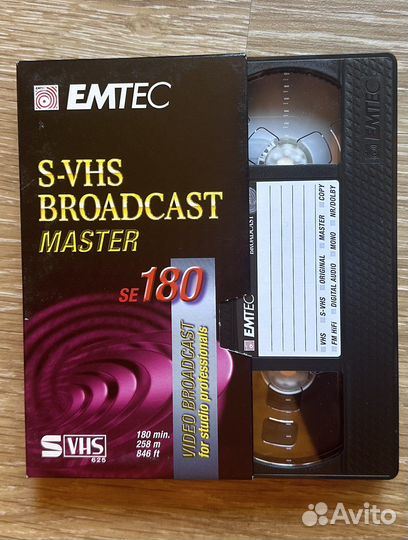 EMTEC
S-VHS
BROADCAST
MASTER
SE 180
VIDEO BROADCAST
for studio professionals
S VHS
625
180 min.
258 m
846 ft
EMTEC
EMTEC
VHS S-VHS ORIGINAL MASTER COPY
FM HIFI DIGITAL AUDIO MONO NR/DOLBY
Avito